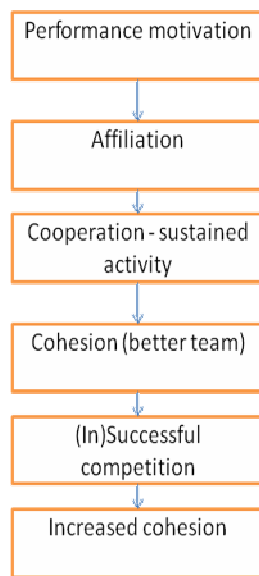 Performance motivation
Affiliation
Cooperation - sustained
activity
Cohesion (better team)
(In)Successful
competition
Increased cohesion